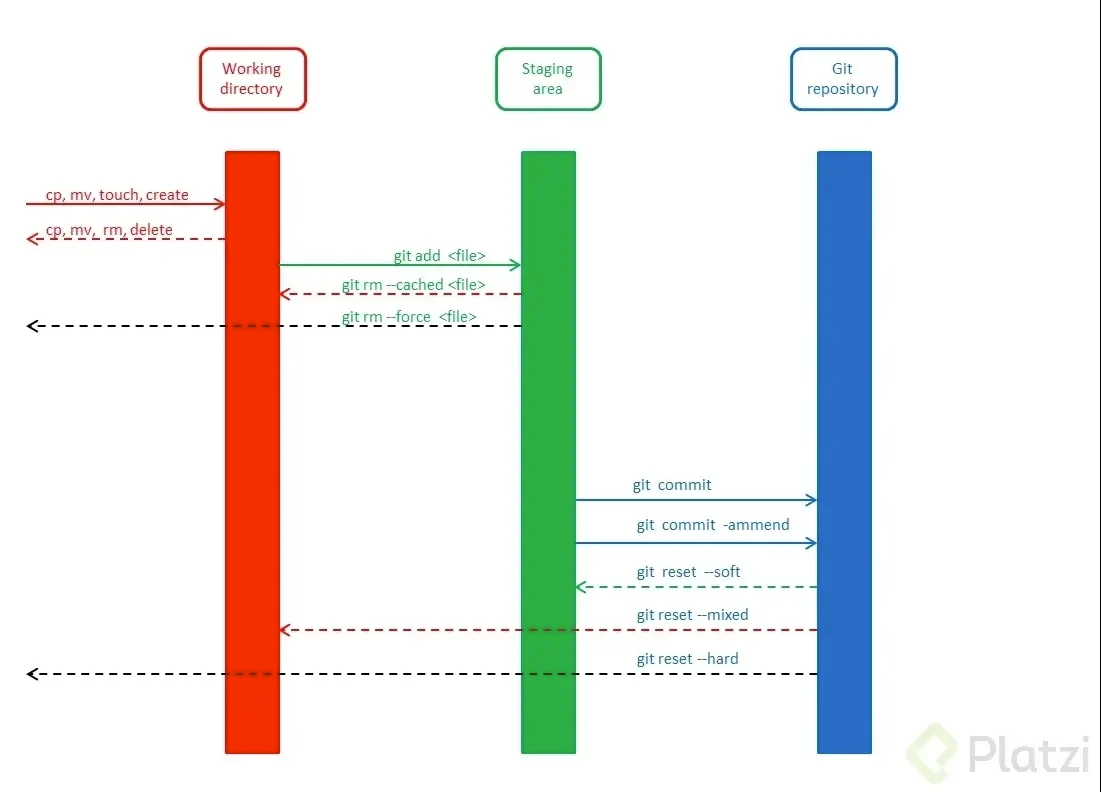 Working
directory
Staging
area
Git
repository
cp, mv, touch, create
cp, mv, rm, delete
git add <file>
git rm --cached <file>
git rm --force <file>
git commit
git commit -ammend
git reset --soft
git reset --mixed
git reset --hard
Platzi